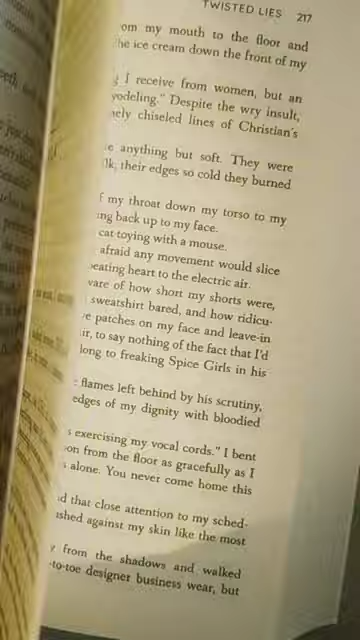 TWISTED LIES 217
om my mouth to the floor and
he ice cream down the front of my
I receive from women, but an
yodeling." Despite the wry insult,
nely chiseled lines of Christian's
e anything but soft. They were
lk, their edges so cold they burned
f my throat down my torso to my
ing back up to my face.
cat toying with a mouse.
afraid any movement would slice
beating heart to the electric air.
ware of how short my shorts were,
sweatshirt bared, and how ridicu-
e patches on my face and leave-in
ir, to say nothing of the fact that I'd
long to freaking Spice Girls in his
flames left behind by his scrutiny,
edges of my dignity with bloodied
s exercising my vocal cords." I bent
on from the floor as gracefully as I
s alone. You never come home this
d that close attention to my sched-
ushed against my skin like the most
y from the shadows and walked
-to-toe designer business wear, but